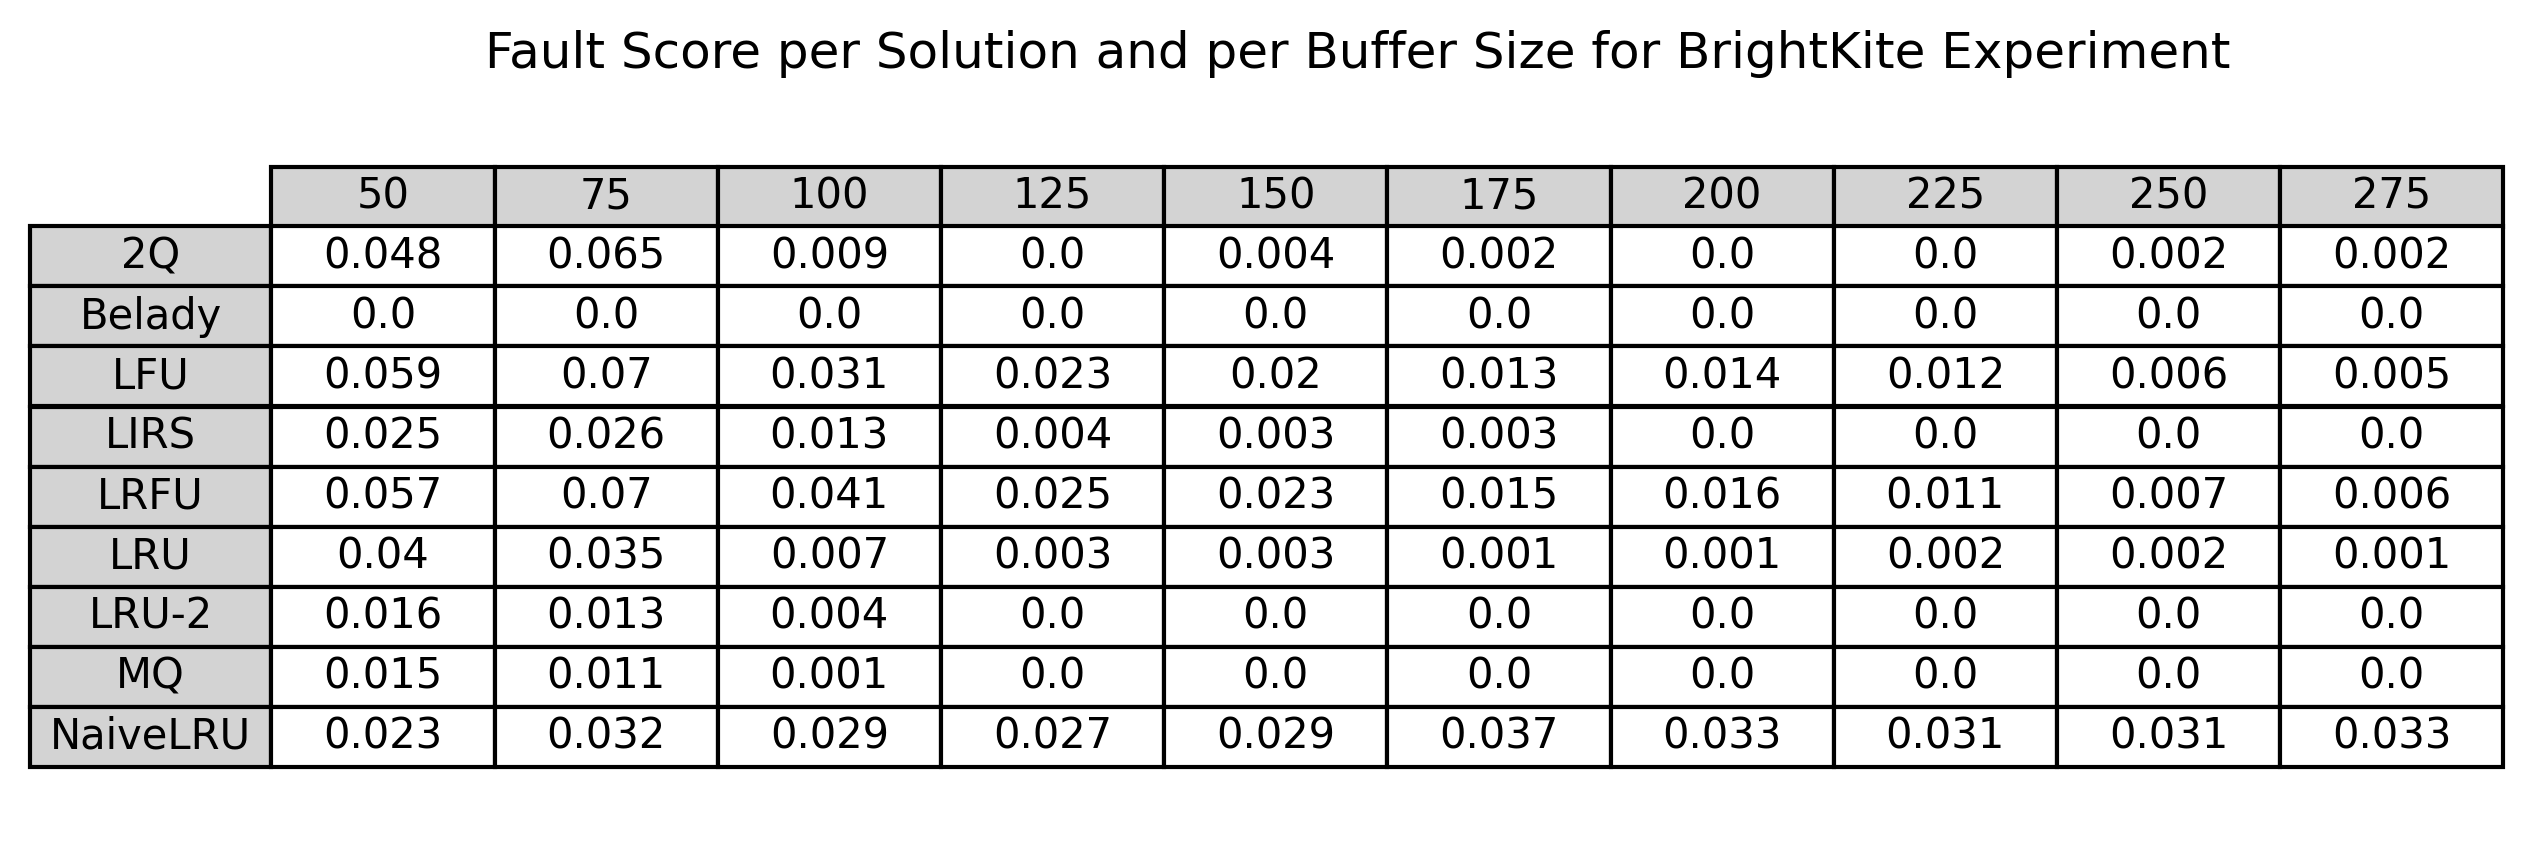 Fault Score per Solution and per Buffer Size for BrightKite Experiment
50 75 100 125 150 175 200 225 250 275
2Q 0.048 0.065 0.009 0.0 0.004 0.002 0.0 0.0 0.002 0.002
Belady 0.0 0.0 0.0 0.0 0.0 0.0 0.0 0.0 0.0 0.0
LFU 0.059 0.07 0.031 0.023 0.02 0.013 0.014 0.012 0.006 0.005
LIRS 0.025 0.026 0.013 0.004 0.003 0.003 0.0 0.0 0.0 0.0
LRFU 0.057 0.07 0.041 0.025 0.023 0.015 0.016 0.011 0.007 0.006
LRU 0.04 0.035 0.007 0.003 0.003 0.001 0.001 0.002 0.002 0.001
LRU-2 0.016 0.013 0.004 0.0 0.0 0.0 0.0 0.0 0.0 0.0
MQ 0.015 0.011 0.001 0.0 0.0 0.0 0.0 0.0 0.0 0.0
NaiveLRU 0.023 0.032 0.029 0.027 0.029 0.037 0.033 0.031 0.031 0.033